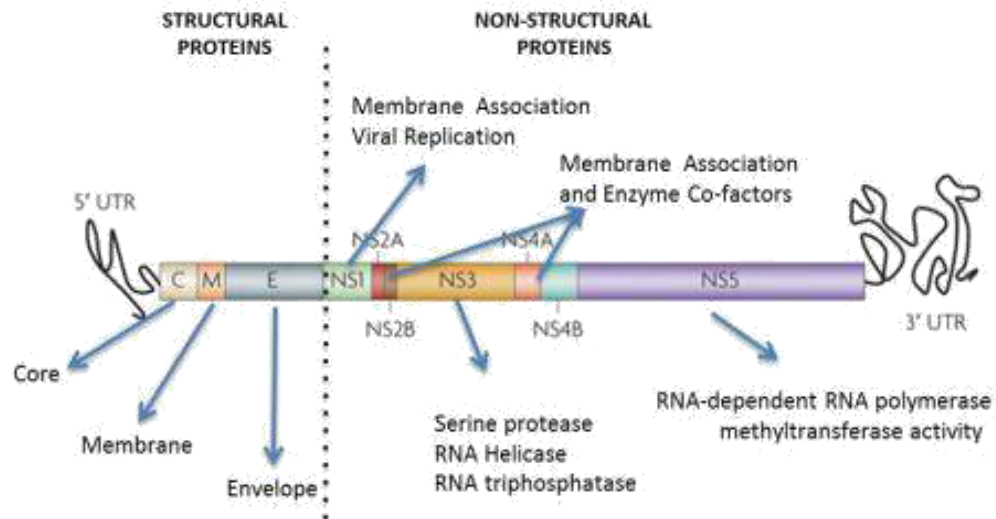 STRUCTURAL
PROTEINS
NON-STRUCTURAL
PROTEINS
Membrane Association
Viral Replication
Membrane Association
and Enzyme Co-factors
5' UTR
NS2A
NS4A
C
M
E
NS1
NS3
NS5
NS2B
NS4B
3' UTR
Core
Membrane
Envelope
Serine protease
RNA Helicase
RNA triphosphatase
RNA-dependent RNA polymerase
methyltransferase activity